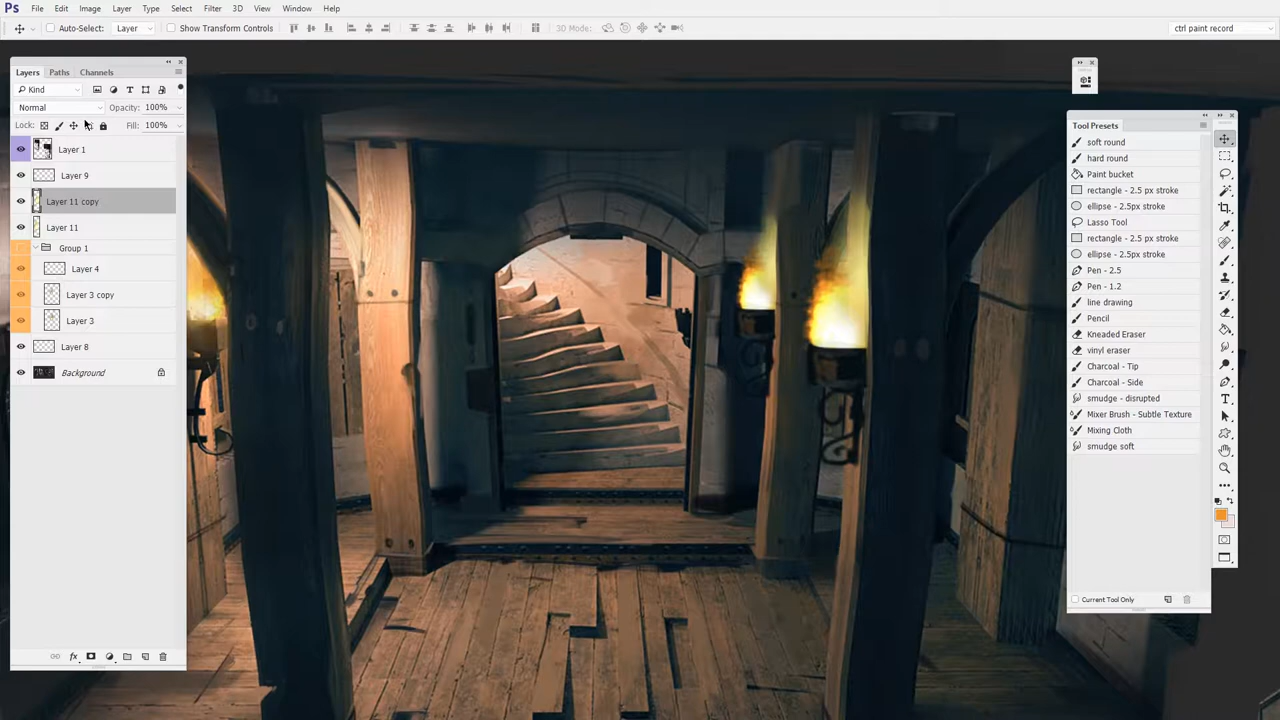 Ps File Edit Image Layer Type Select Filter 3D View Window Help
Auto-Select: Layer Show Transform Controls 3D Mode: ctrl paint record
Layers Paths Channels
Kind
Normal Opacity: 100%
Lock: Fill: 100%
Layer 1
Layer 9
Layer 11 copy
Layer 11
Group 1
Layer 4
Layer 3 copy
Layer 3
Layer 8
Background
fx
Tool Presets
soft round
hard round
Paint bucket
rectangle - 2.5 px stroke
ellipse - 2.5px stroke
Lasso Tool
rectangle - 2.5 px stroke
ellipse - 2.5px stroke
Pen - 2.5
Pen - 1.2
line drawing
Pencil
Kneaded Eraser
vinyl eraser
Charcoal - Tip
Charcoal - Side
smudge - disrupted
Mixer Brush - Subtle Texture
Mixing Cloth
smudge soft
Current Tool Only